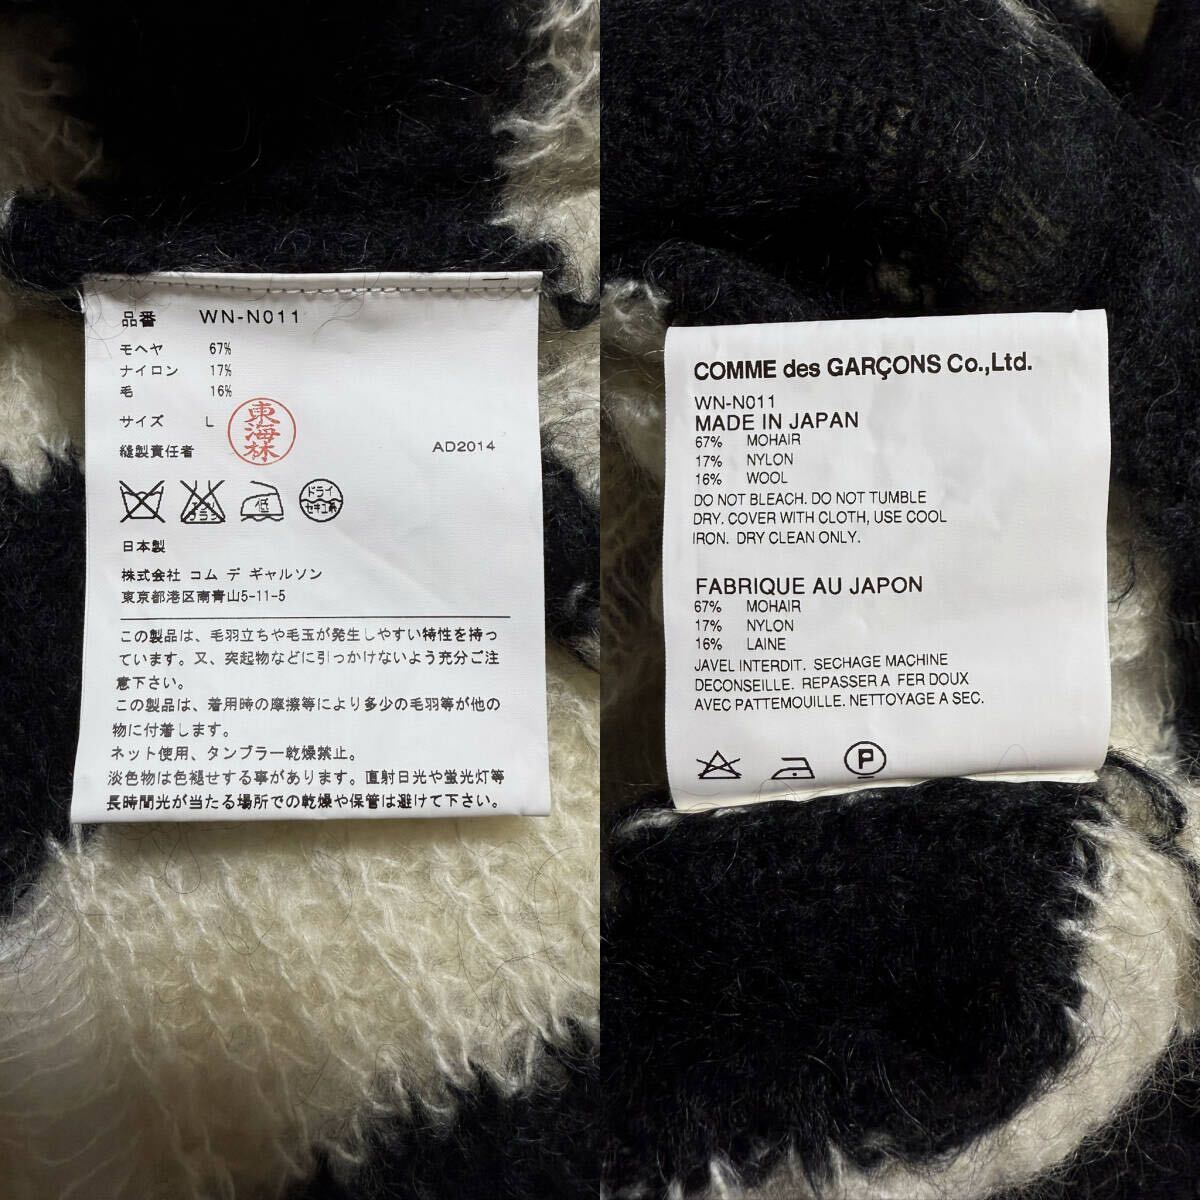 品番 WN-N011
モヘヤ 67%
ナイロン 17%
毛 16%
サイズ L
東海林
縫製責任者
AD2014
エンソサラシ
低
ドライ
セキユ系
日本製
株式会社 コム デ ギャルソン
東京都港区南青山5-11-5
この製品は、毛羽立ちや毛玉が発生しやすい特性を持っ
ています。又、突起物などに引っかけないよう充分ご注
意下さい。
この製品は、着用時の摩擦等により多少の毛羽等が他の
物に付着します。
ネット使用、タンブラー乾燥禁止。
淡色物は色褪せする事があります。直射日光や蛍光灯等
長時間光が当たる場所での乾燥や保管は避けて下さい。
COMME des GARÇONS Co.,Ltd.
WN-N011
MADE IN JAPAN
67% MOHAIR
17% NYLON
16% WOOL
DO NOT BLEACH. DO NOT TUMBLE
DRY. COVER WITH CLOTH, USE COOL
IRON. DRY CLEAN ONLY.
FABRIQUE AU JAPON
67% MOHAIR
17% NYLON
16% LAINE
JAVEL INTERDIT. SECHAGE MACHINE
DECONSEILLE. REPASSER A FER DOUX
AVEC PATTEMOUILLE. NETTOYAGE A SEC.
P